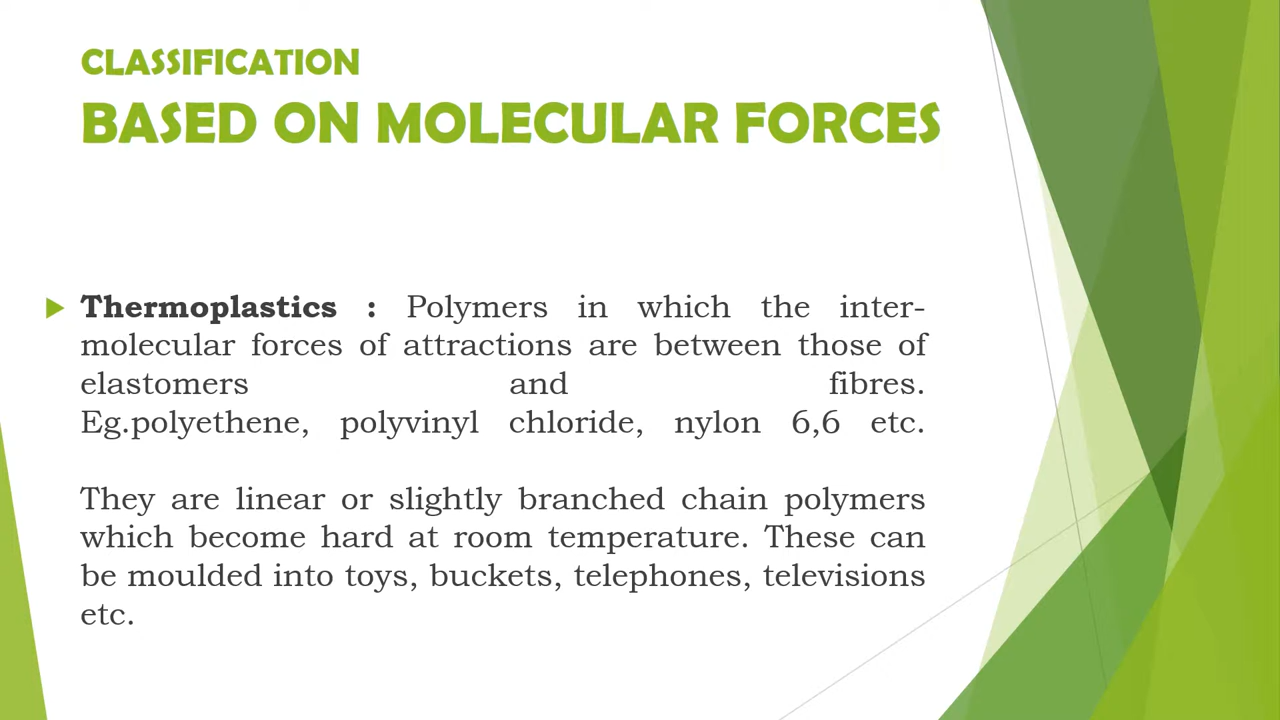 CLASSIFICATION
BASED ON MOLECULAR FORCES
Thermoplastics : Polymers in which the inter-
molecular forces of attractions are between those of
elastomers and fibres.
Eg.polyethene, polyvinyl chloride, nylon 6,6 etc.
They are linear or slightly branched chain polymers
which become hard at room temperature. These can
be moulded into toys, buckets, telephones, televisions
etc.